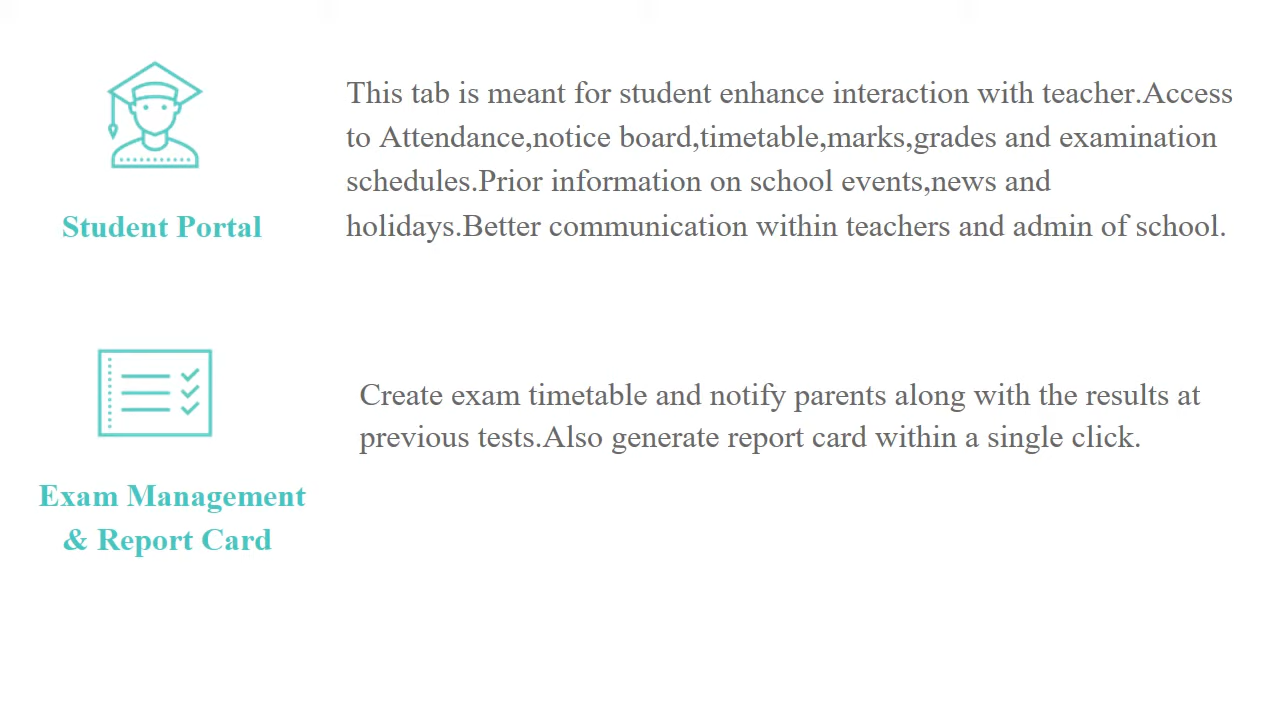 This tab is meant for student enhance interaction with teacher.Access
to Attendance,notice board,timetable,marks,grades and examination
schedules.Prior information on school events,news and
holidays.Better communication within teachers and admin of school.
Student Portal
Create exam timetable and notify parents along with the results at
previous tests.Also generate report card within a single click.
Exam Management
& Report Card